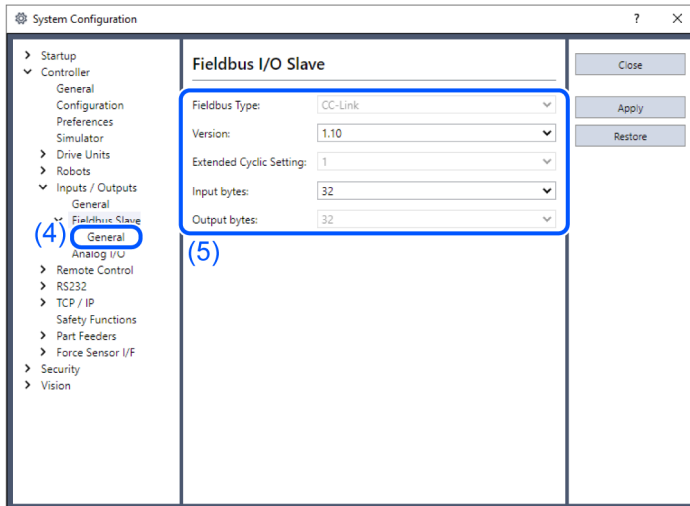 System Configuration
?
Startup
Controller
General
Configuration
Preferences
Simulator
Drive Units
Robots
Inputs / Outputs
General
Fieldbus Slave
(4) General
Analog I/O
Remote Control
RS232
TCP / IP
Safety Functions
Part Feeders
Force Sensor I/F
Security
Vision
Fieldbus I/O Slave
Fieldbus Type: CC-Link
Version: 1.10
Extended Cyclic Setting: 1
Input bytes: 32
Output bytes: 32
(5)
Close
Apply
Restore